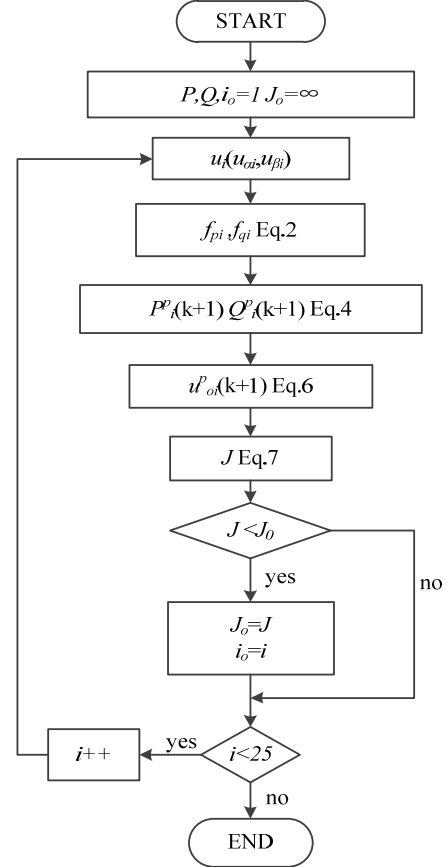 START
P,Q,i_o=1 J_o=∞
u_i(u_αi,u_βi)
f_pi ,f_qi Eq.2
P^p_i(k+1) Q^p_i(k+1) Eq.4
u^p_oi(k+1) Eq.6
J Eq.7
J <J_0
yes
no
J_o=J
i_o=i
i<25
yes
i++
no
END